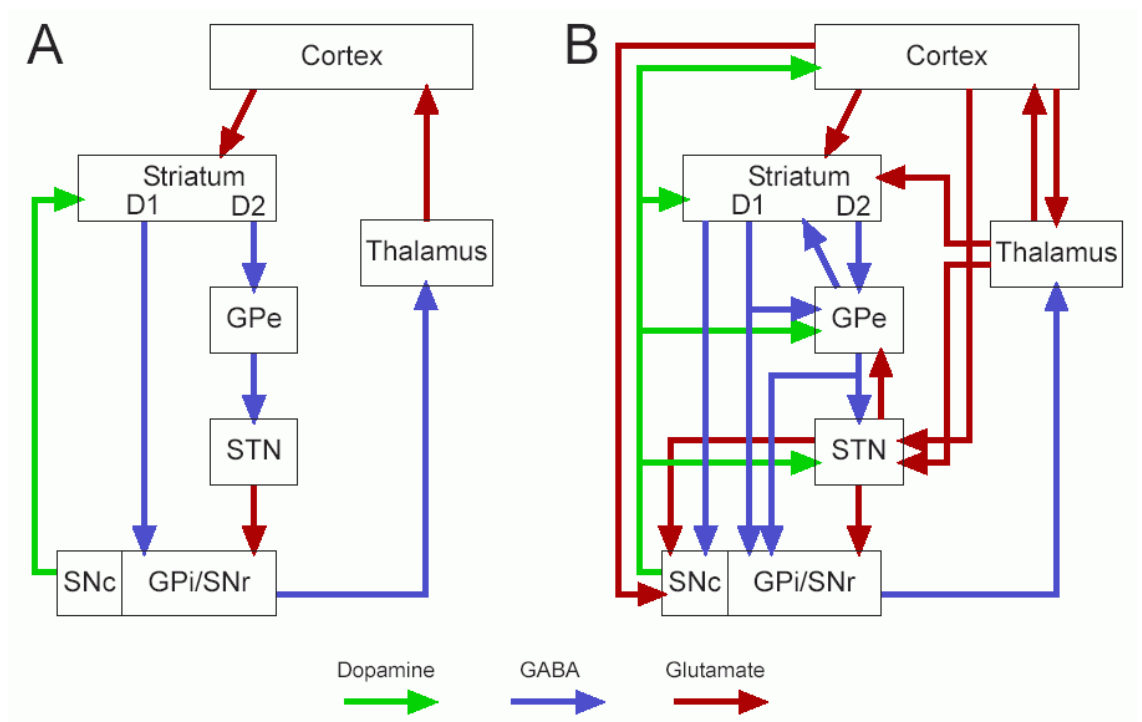 A
Cortex
Striatum
D1 D2
Thalamus
GPe
STN
SNc GPi/SNr
B
Cortex
Striatum
D1 D2
Thalamus
GPe
STN
SNc GPi/SNr
Dopamine GABA Glutamate